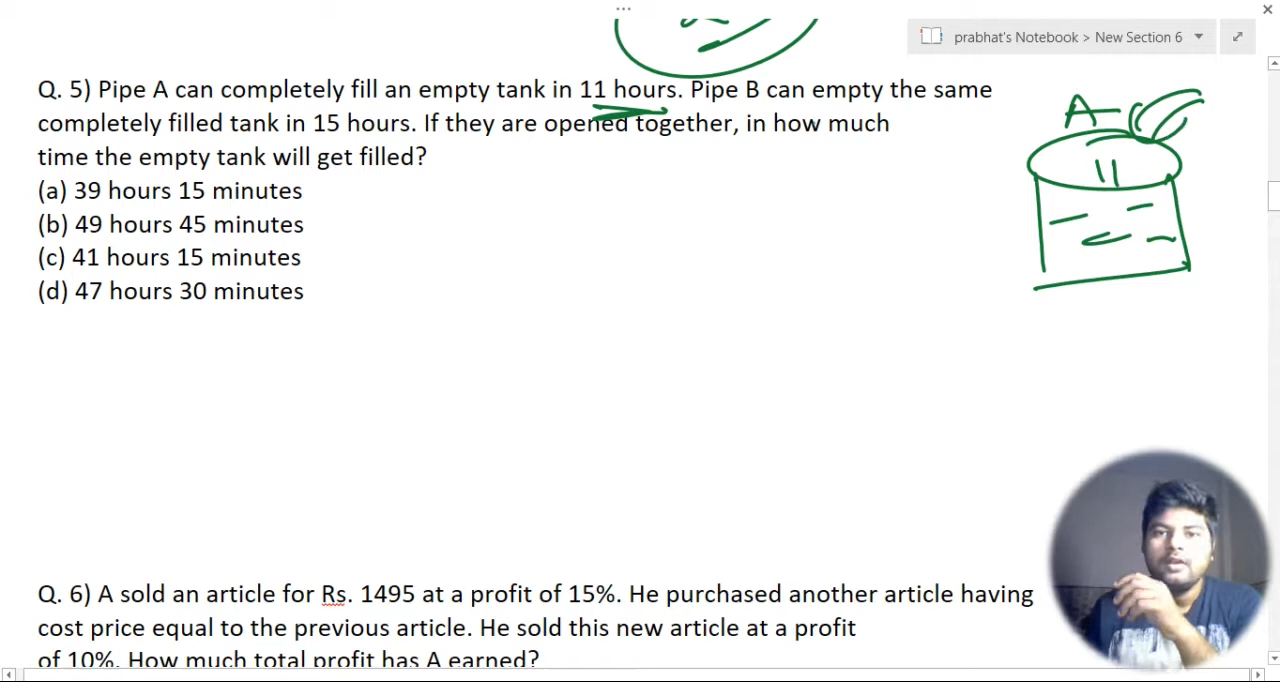 prabhat's Notebook > New Section 6
Q. 5) Pipe A can completely fill an empty tank in 11 hours. Pipe B can empty the same
completely filled tank in 15 hours. If they are opened together, in how much
time the empty tank will get filled?
(a) 39 hours 15 minutes
(b) 49 hours 45 minutes
(c) 41 hours 15 minutes
(d) 47 hours 30 minutes
A-
11
Q. 6) A sold an article for Rs. 1495 at a profit of 15%. He purchased another article having
cost price equal to the previous article. He sold this new article at a profit
of 10%. How much total profit has A earned?